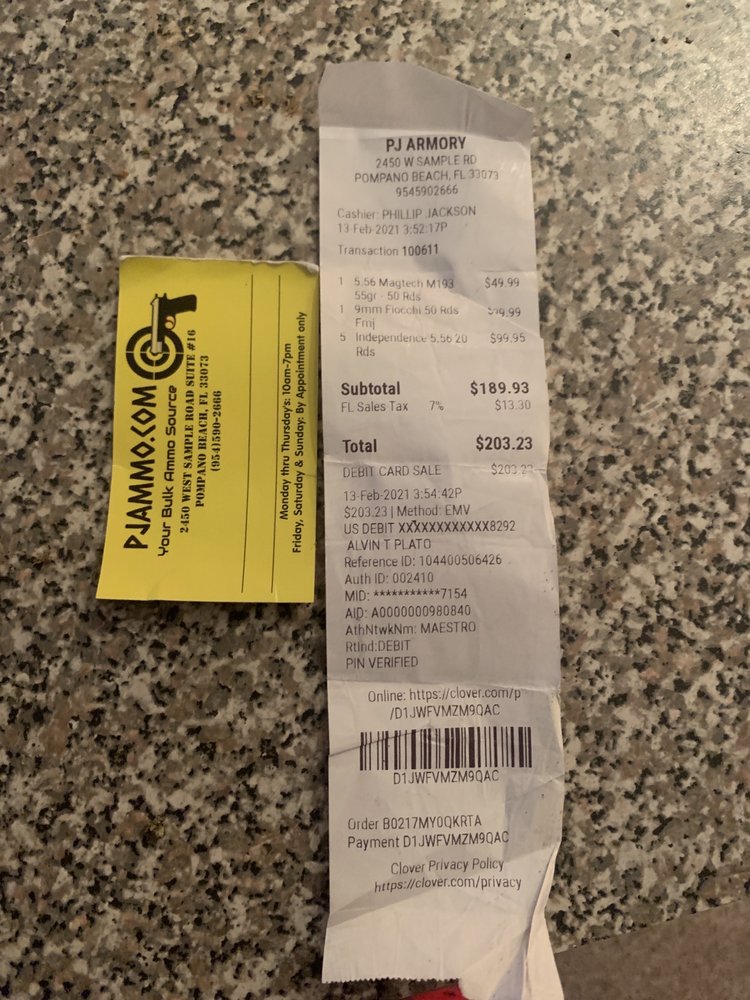 PJAMMO.COM
Your Bulk Ammo Source
2450 WEST SAMPLE ROAD SUITE #16
POMPANO BEACH, FL 33073
(954)590-2666
Monday thru Thursday's: 10am-7pm
Friday, Saturday & Sunday: By Appointment only
PJ ARMORY
2450 W SAMPLE RD
POMPANO BEACH, FL 33073
9545902666
Cashier: PHILLIP JACKSON
13-Feb-2021 3:52:17P
Transaction 100611
1 5.56 Magtech M193 $49.99
55gr - 50 Rds
1 9mm Fiocchi 50 Rds $39.99
Fmj
5 Independence 5.56 20 $99.95
Rds
Subtotal $189.93
FL Sales Tax 7% $13.30
Total $203.23
DEBIT CARD SALE $203.23
13-Feb-2021 3:54:42P
$203.23 | Method: EMV
US DEBIT XXXXXXXXXXXX8292
ALVIN T PLATO
Reference ID: 104400506426
Auth ID: 002410
MID: ***********7154
AID: A0000000980840
AthNtwkNm: MAESTRO
RtInd:DEBIT
PIN VERIFIED
Online: https://clover.com/p
/D1JWFVMZM9QAC
D1JWFVMZM9QAC
Order B0217MY0QKRTA
Payment D1JWFVMZM9QAC
Clover Privacy Policy
https://clover.com/privacy